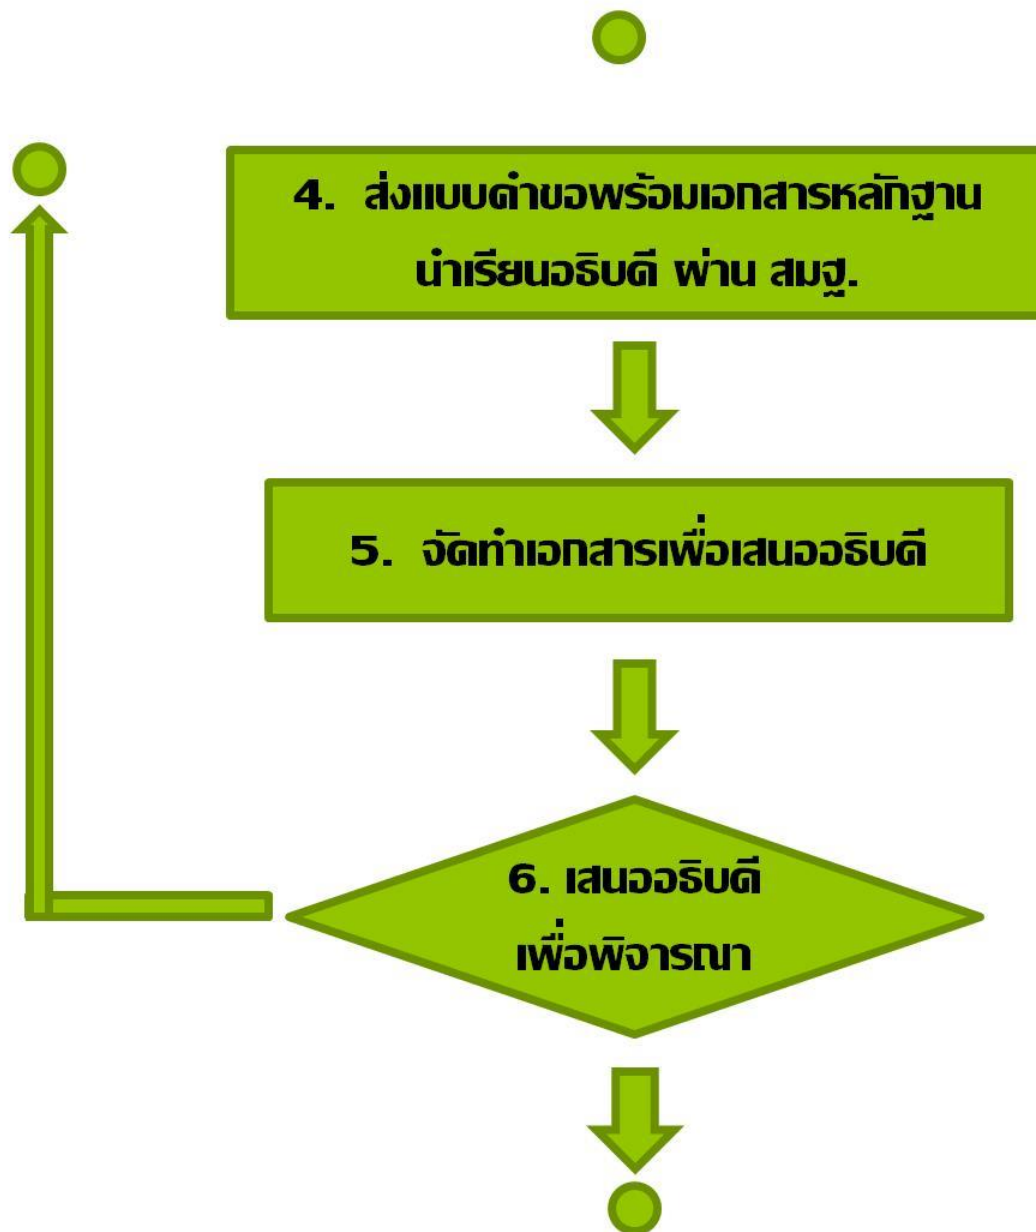 4. ส่งแบบคำขอพร้อมเอกสารหลักฐาน
นำเรียนอธิบดี ผ่าน สมฐ.
5. จัดทำเอกสารเพื่อเสนออธิบดี
6. เสนออธิบดี
เพื่อพิจารณา